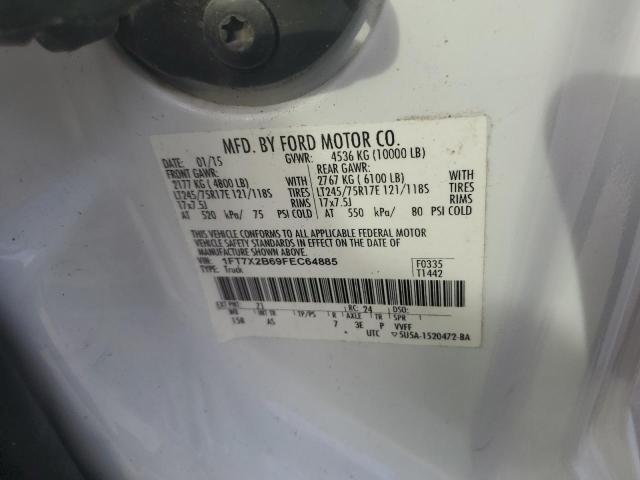 MFD. BY FORD MOTOR CO.
DATE: 01/15 GVWR: 4536 KG (10000 LB)
FRONT GAWR: REAR GAWR:
2177 KG ( 4800 LB) WITH 2767 KG ( 6100 LB) WITH
LT245/75R17E 121/118S TIRES LT245/75R17E 121/118S TIRES
17x7.5J RIMS 17x7.5J RIMS
AT 520 kPa/ 75 PSI COLD AT 550 kPa/ 80 PSI COLD
THIS VEHICLE CONFORMS TO ALL APPLICABLE FEDERAL MOTOR
VEHICLE SAFETY STANDARDS IN EFFECT ON THE DATE OF
MANUFACTURE SHOWN ABOVE.
VIN: 1FT7X2B69FEC64885 F0335
TYPE: Truck T1442
EXT PNT: Z1 RC: 24 DSO:
WB INT TR TP/PS R AXLE TR SPR
158 AS 7 3E P VVFF
UTC 5U5A-1520472-BA